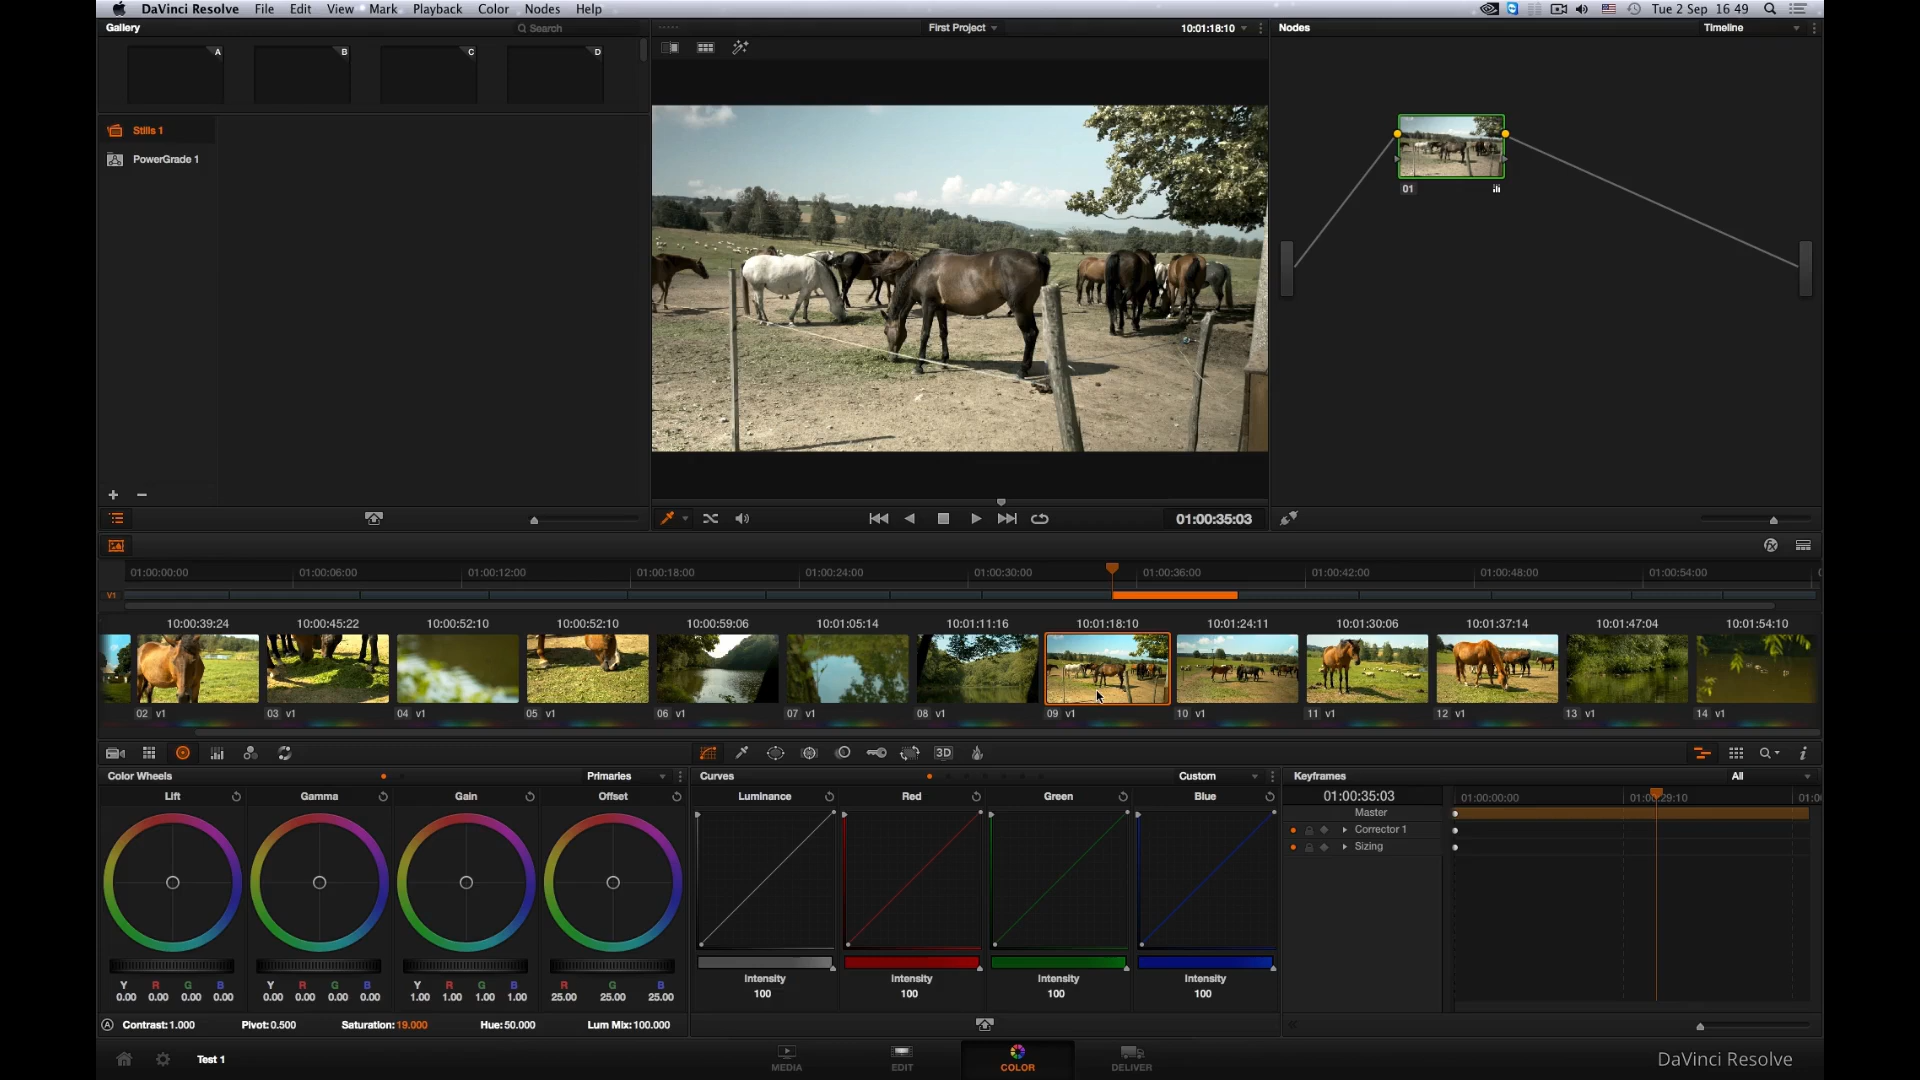 DaVinci Resolve File Edit View Mark Playback Color Nodes Help Tue 2 Sep 16 49
Gallery Search First Project 10:01:18:10 Nodes Timeline
A B C D
Stills 1
PowerGrade 1
01
01:00:35:03
01:00:00:00 01:00:06:00 01:00:12:00 01:00:18:00 01:00:24:00 01:00:30:00 01:00:36:00 01:00:42:00 01:00:48:00 01:00:54:00
V1
10:00:39:24 10:00:45:22 10:00:52:10 10:00:52:10 10:00:59:06 10:01:05:14 10:01:11:16 10:01:18:10 10:01:24:11 10:01:30:06 10:01:37:14 10:01:47:04 10:01:54:10
02 v1 03 v1 04 v1 05 v1 06 v1 07 v1 08 v1 09 v1 10 v1 11 v1 12 v1 13 v1 14 v1
3D
Color Wheels Primaries Curves Custom Keyframes All
Lift Gamma Gain Offset Luminance Red Green Blue 01:00:35:03 01:00:00:00 01:00:29:10
Master
Corrector 1
Sizing
Intensity Intensity Intensity Intensity
Y R G B Y R G B Y R G B R G B
100 100 100 100
0.00 0.00 0.00 0.00 0.00 0.00 0.00 0.00 1.00 1.00 1.00 1.00 25.00 25.00 25.00
A Contrast:1.000 Pivot:0.500 Saturation:19.000 Hue:50.000 Lum Mix:100.000
Test 1 MEDIA EDIT COLOR DELIVER DaVinci Resolve